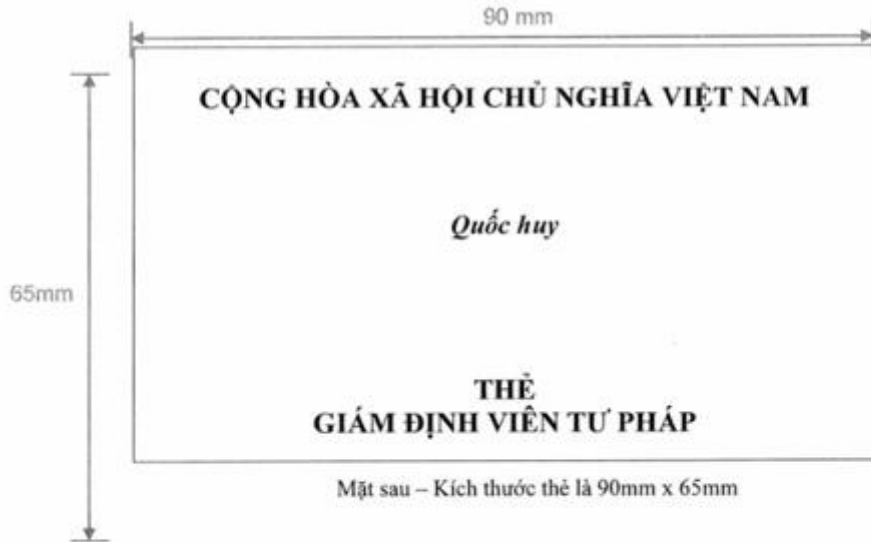 90 mm
CỘNG HÒA XÃ HỘI CHỦ NGHĨA VIỆT NAM
Quốc huy
65mm
THẺ
GIÁM ĐỊNH VIÊN TƯ PHÁP
Mặt sau – Kích thước thẻ là 90mm x 65mm